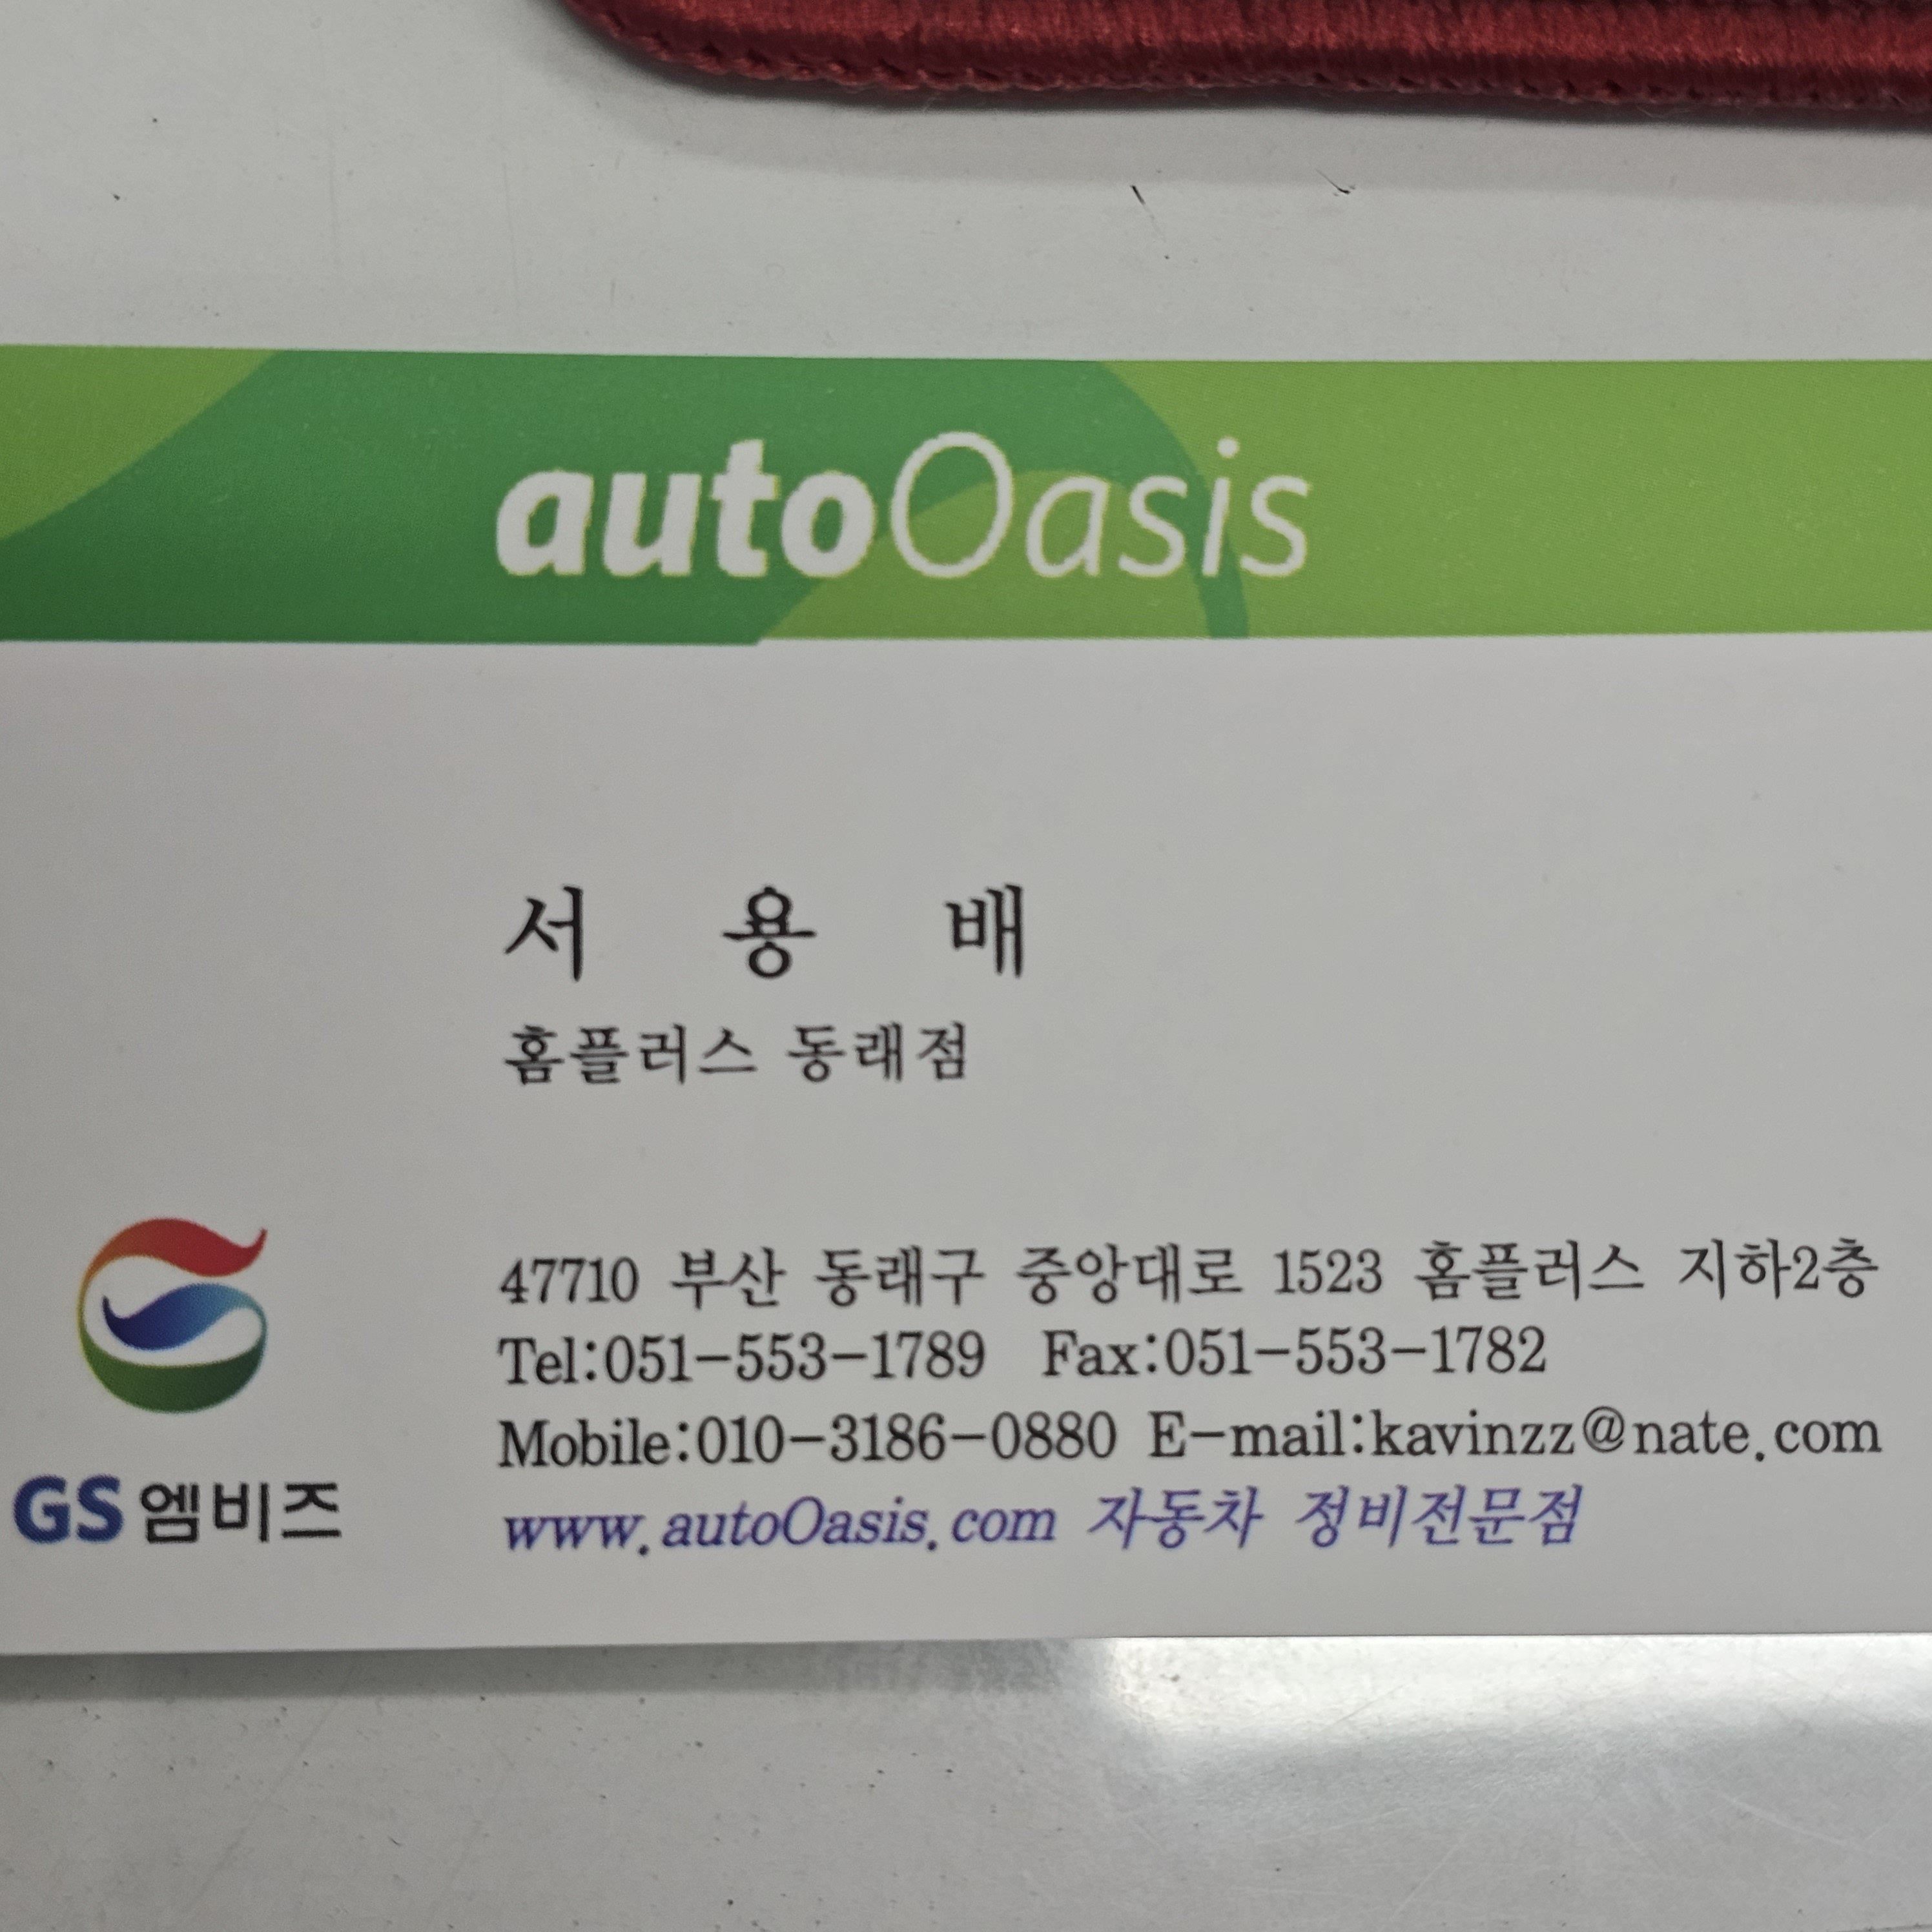 autoOasis
서 용 배
홈플러스 동래점
47710 부산 동래구 중앙대로 1523 홈플러스 지하2층
Tel:051-553-1789 Fax:051-553-1782
Mobile:010-3186-0880 E-mail:kavinzz@nate.com
www.autoOasis.com 자동차 정비전문점
GS 엠비즈